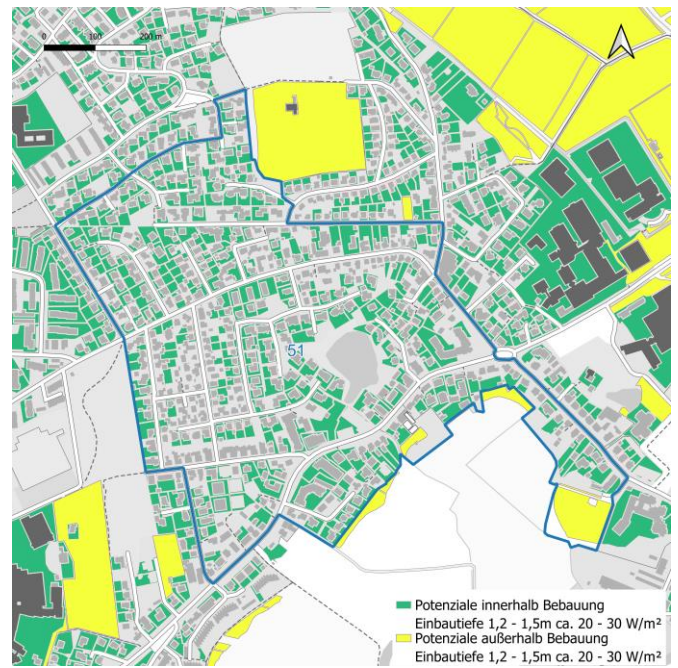 0 100 200 m
51
Potenziale innerhalb Bebauung
Einbautiefe 1,2 - 1,5m ca. 20 - 30 W/m²
Potenziale außerhalb Bebauung
Einbautiefe 1,2 - 1,5m ca. 20 - 30 W/m²